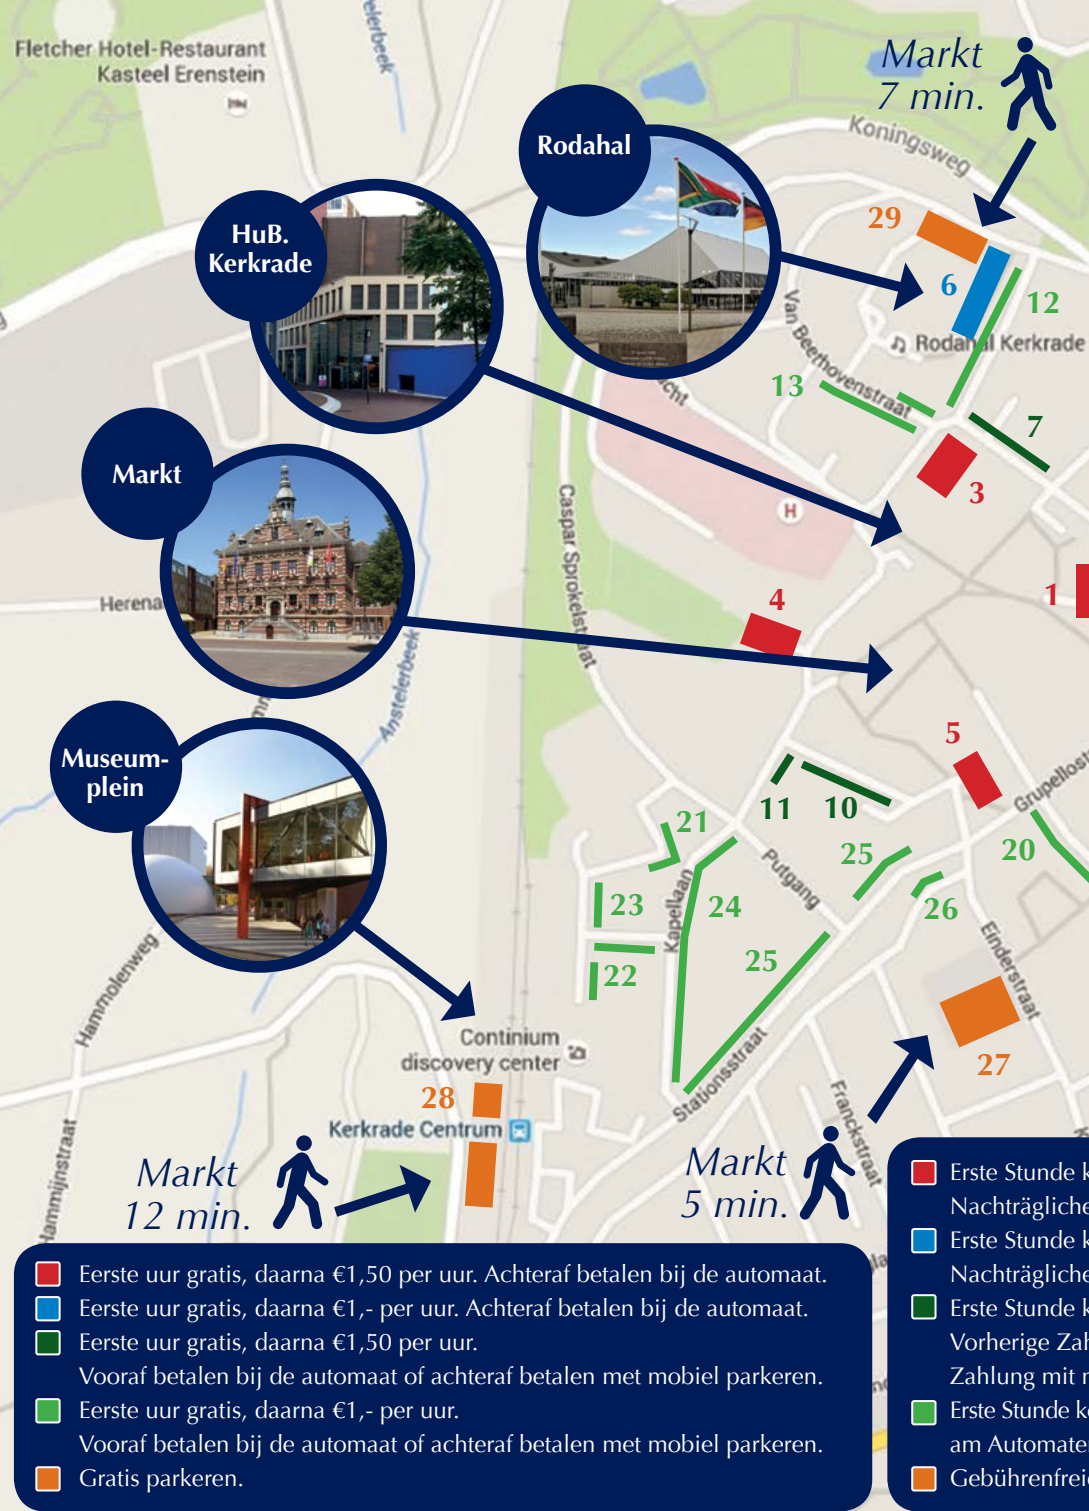 Fletcher Hotel-Restaurant
Kasteel Erenstein
Markt
7 min.
Koningsweg
Rodahal
HuB.
Kerkrade
29
6
12
Van Beethovenstraat
Rodahal Kerkrade
13
7
3
Markt
Caspar Sprokelstraat
H
1
4
Herena
Anstelerbeek
Museum-
plein
5
11
10
21
25
20
Putgang
23
Kapellaan
24
26
22
25
Einderstraat
Hammolenweg
Continium
discovery center
27
28
Stationsstraat
Kerkrade Centrum
Franckstraat
Hammijnstraat
Markt
12 min.
Markt
5 min.
Eerste uur gratis, daarna €1,50 per uur. Achteraf betalen bij de automaat.
Eerste uur gratis, daarna €1,- per uur. Achteraf betalen bij de automaat.
Eerste uur gratis, daarna €1,50 per uur.
Vooraf betalen bij de automaat of achteraf betalen met mobiel parkeren.
Eerste uur gratis, daarna €1,- per uur.
Vooraf betalen bij de automaat of achteraf betalen met mobiel parkeren.
Gratis parkeren.
Erste Stunde k
Nachträgliche
Erste Stunde k
Nachträgliche
Erste Stunde k
Vorherige Zah
Zahlung mit m
Erste Stunde ko
am Automate
Gebührenfrei